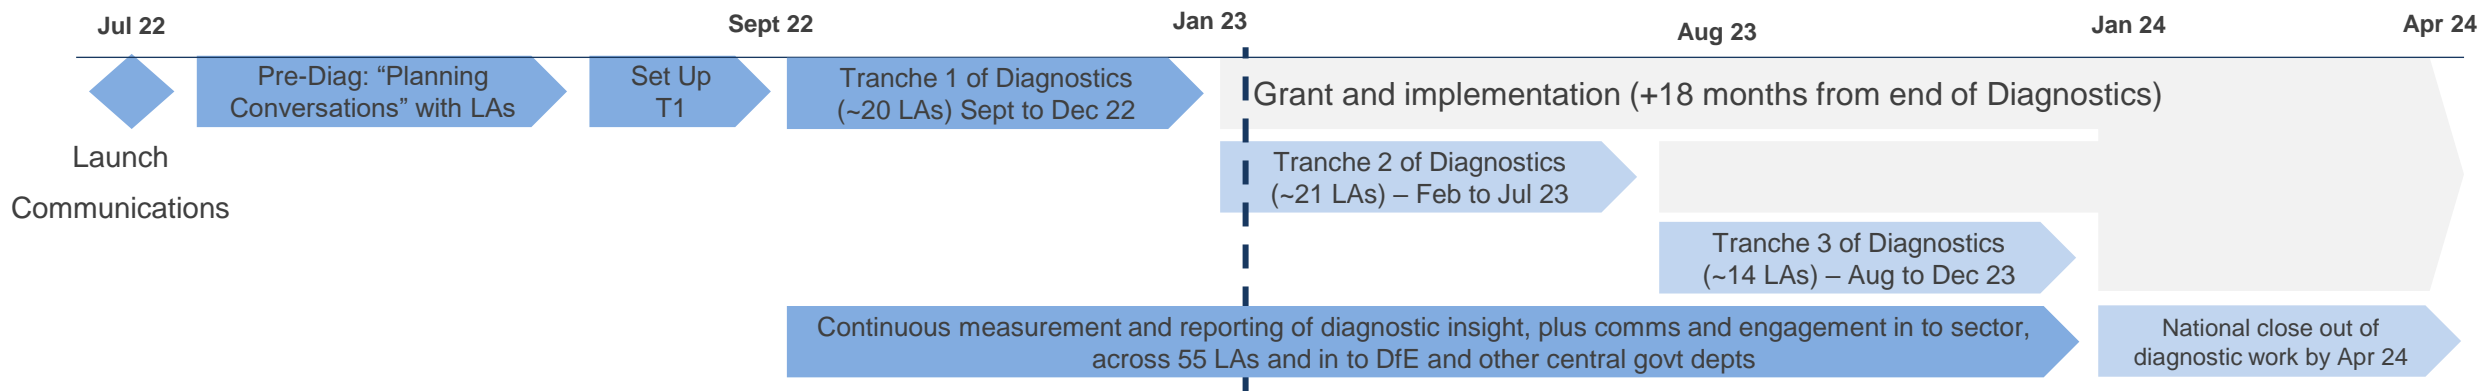 Jul 22
Sept 22
Jan 23
Aug 23
Jan 24
Apr 24
Launch
Communications
Pre-Diag: “Planning
Conversations” with LAs
Set Up
T1
Tranche 1 of Diagnostics
(~20 LAs) Sept to Dec 22
Grant and implementation (+18 months from end of Diagnostics)
Tranche 2 of Diagnostics
(~21 LAs) – Feb to Jul 23
Tranche 3 of Diagnostics
(~14 LAs) – Aug to Dec 23
Continuous measurement and reporting of diagnostic insight, plus comms and engagement in to sector,
across 55 LAs and in to DfE and other central govt depts
National close out of
diagnostic work by Apr 24